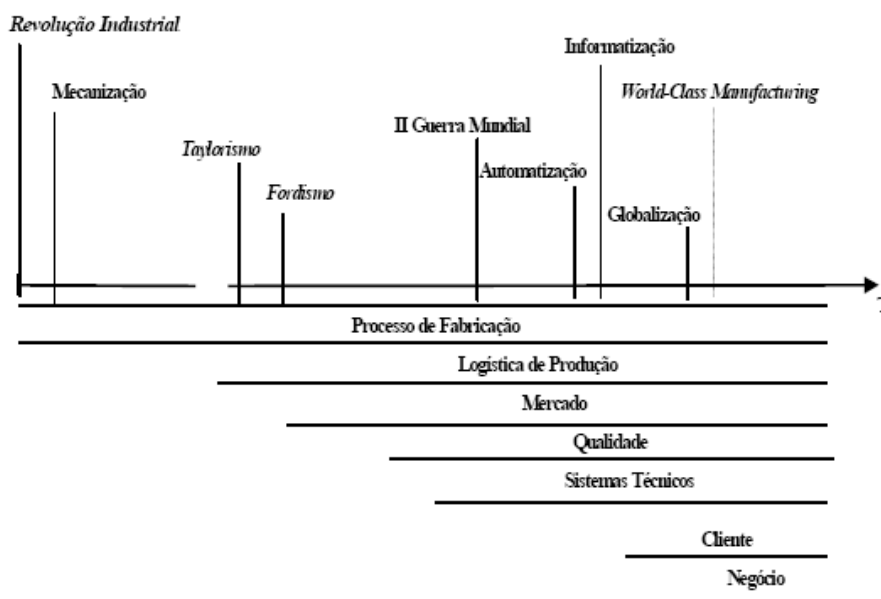 Revolução Industrial
Informatização
Mecanização
World-Class Manufacturing
II Guerra Mundial
Taylorismo
Automatização
Fordismo
Globalização
Processo de Fabricação
Logística de Produção
Mercado
Qualidade
Sistemas Técnicos
Cliente
Negócio